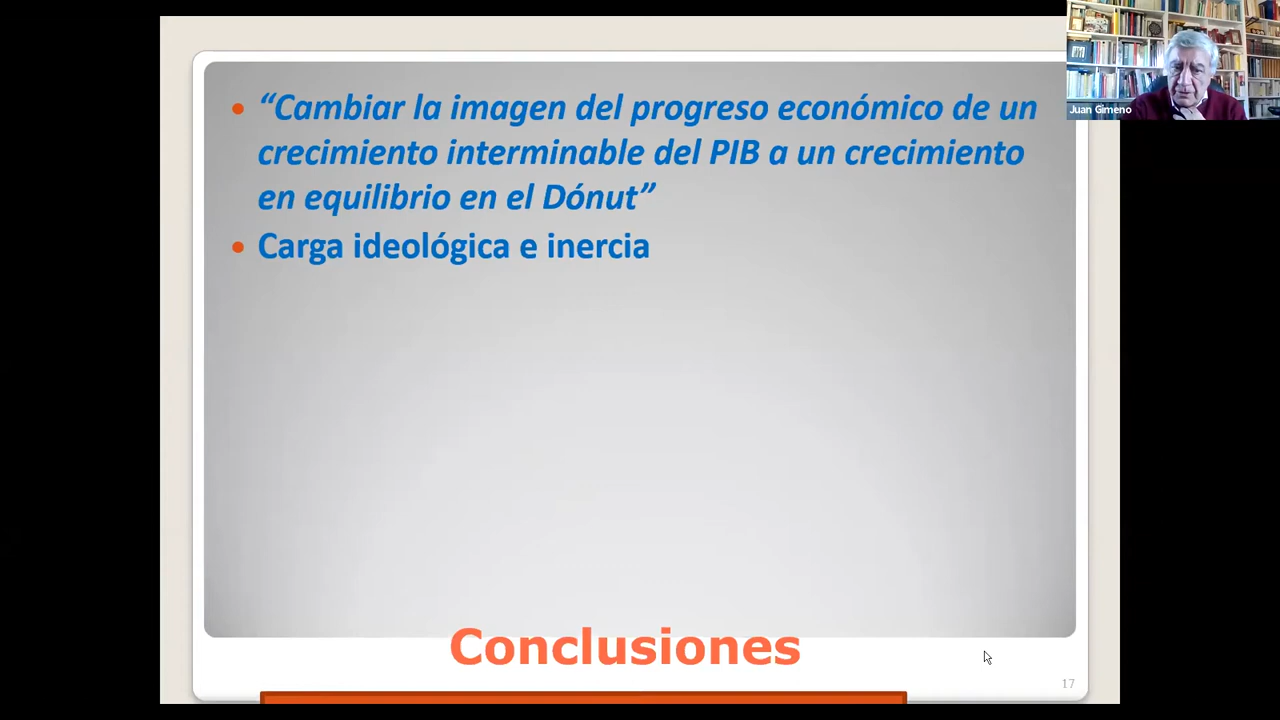 “Cambiar la imagen del progreso económico de un
crecimiento interminable del PIB a un crecimiento
en equilibrio en el Dónut”
Carga ideológica e inercia
Conclusiones
17
Juan Gimeno